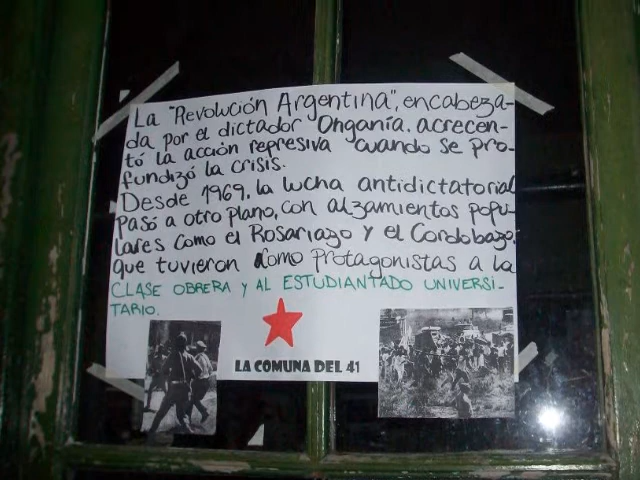 La "Revolución Argentina", encabeza-
da por el dictador Onganía, acrecen-
tó la acción represiva cuando se pro-
fundizó la crisis.
Desde 1969, la lucha antidictatorial
pasó a otro plano, con alzamientos popu-
lares como el Rosariazo y el Cordobazo,
que tuvieron como protagonistas a la
CLASE OBRERA Y AL ESTUDIANTADO UNIVERSI-
TARIO.
LA COMUNA DEL 41